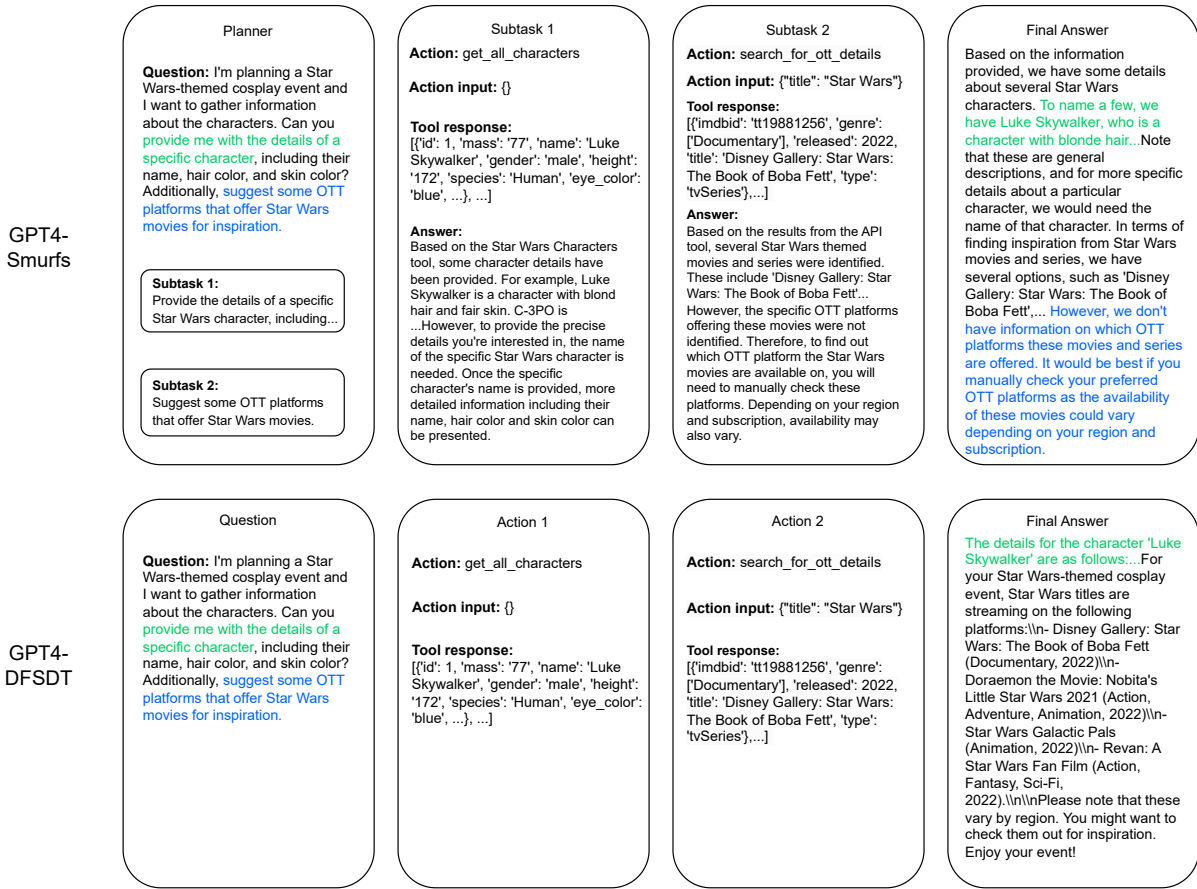 GPT4-
Smurfs
Planner
Question: I'm planning a Star
Wars-themed cosplay event and
I want to gather information
about the characters. Can you
provide me with the details of a
specific character, including their
name, hair color, and skin color?
Additionally, suggest some OTT
platforms that offer Star Wars
movies for inspiration.
Subtask 1:
Provide the details of a specific
Star Wars character, including...
Subtask 2:
Suggest some OTT platforms
that offer Star Wars movies.
Subtask 1
Action: get_all_characters
Action input: {}
Tool response:
[{'id': 1, 'mass': '77', 'name': 'Luke
Skywalker', 'gender': 'male', 'height':
'172', 'species': 'Human', 'eye_color':
'blue', ...}, ...]
Answer:
Based on the Star Wars Characters
tool, some character details have
been provided. For example, Luke
Skywalker is a character with blond
hair and fair skin. C-3PO is
...However, to provide the precise
details you're interested in, the
name of the specific Star Wars character is
needed. Once the specific
character's name is provided, more
detailed information including their
name, hair color and skin color can
be presented.
Subtask 2
Action: search_for_ott_details
Action input: {"title": "Star Wars"}
Tool response:
[{'imdbid': 'tt19881256', 'genre':
['Documentary'], 'released': 2022,
'title': 'Disney Gallery: Star Wars:
The Book of Boba Fett', 'type':
'tvSeries'},...]
Answer:
Based on the results from the API
tool, several Star Wars themed
movies and series were identified.
These include 'Disney Gallery: Star
Wars: The Book of Boba Fett'...
However, the specific OTT platforms
offering these movies were not
identified. Therefore, to find out
which OTT platform the Star Wars
movies are available on, you will
need to manually check these
platforms. Depending on your region
and subscription, availability may
also vary.
Final Answer
Based on the information
provided, we have some details
about several Star Wars
characters. To name a few, we
have Luke Skywalker, who is a
character with blonde hair...Note
that these are general
descriptions, and for more specific
details about a particular
character, we would need the
name of that character. In terms of
finding inspiration from Star Wars
movies and series, we have
several options, such as 'Disney
Gallery: Star Wars: The Book of
Boba Fett',... However, we don't
have information on which OTT
platforms these movies and series
are offered. It would be best if you
manually check your preferred
OTT platforms as the availability
of these movies could vary
depending on your region and
subscription.
GPT4-
DFSDT
Question
Question: I'm planning a Star
Wars-themed cosplay event and
I want to gather information
about the characters. Can you
provide me with the details of a
specific character, including their
name, hair color, and skin color?
Additionally, suggest some OTT
platforms that offer Star Wars
movies for inspiration.
Action 1
Action: get_all_characters
Action input: {}
Tool response:
[{'id': 1, 'mass': '77', 'name': 'Luke
Skywalker', 'gender': 'male', 'height':
'172', 'species': 'Human', 'eye_color':
'blue', ...}, ...]
Action 2
Action: search_for_ott_details
Action input: {"title": "Star Wars"}
Tool response:
[{'imdbid': 'tt19881256', 'genre':
['Documentary'], 'released': 2022,
'title': 'Disney Gallery: Star Wars:
The Book of Boba Fett', 'type':
'tvSeries'},...]
Final Answer
The details for the character 'Luke
Skywalker' are as follows:...For
your Star Wars-themed cosplay
event, Star Wars titles are
streaming on the following
platforms:\\n- Disney Gallery: Star
Wars: The Book of Boba Fett
(Documentary, 2022)\\n-
Doraemon the Movie: Nobita's
Little Star Wars 2021 (Action,
Adventure, Animation, 2022)\\n-
Star Wars Galactic Pals
(Animation, 2022)\\n- Revan: A
Star Wars Fan Film (Action,
Fantasy, Sci-Fi,
2022).\\n\\nPlease note that these
vary by region. You might want to
check them out for inspiration.
Enjoy your event!